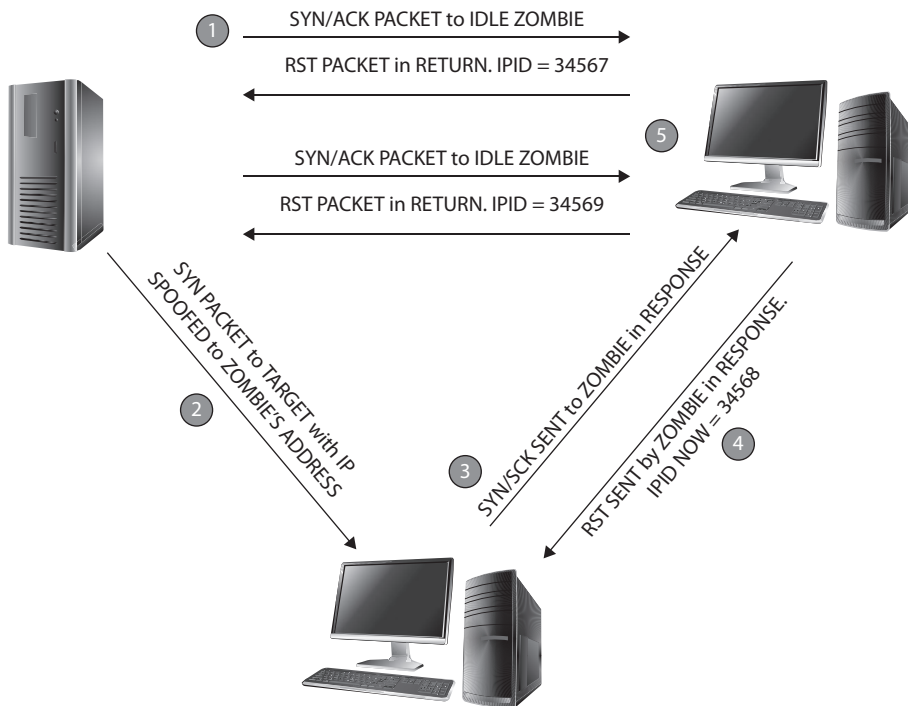 1
SYN/ACK PACKET to IDLE ZOMBIE
RST PACKET in RETURN. IPID = 34567
5
SYN/ACK PACKET to IDLE ZOMBIE
RST PACKET in RETURN. IPID = 34569
2
SYN PACKET to TARGET with IP
SPOOFED to ZOMBIE'S ADDRESS
3
SYN/SCK SENT to ZOMBIE in RESPONSE
4
RST SENT by ZOMBIE in RESPONSE.
IPID NOW = 34568